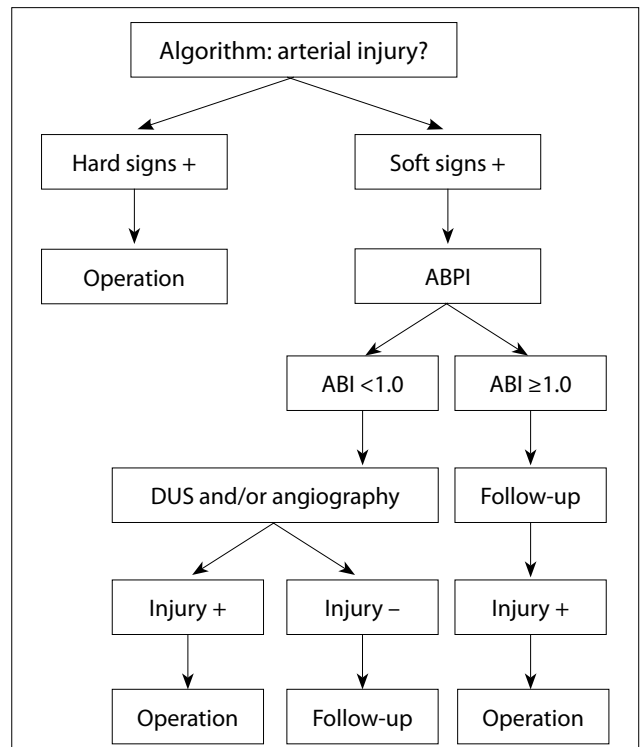 Algorithm: arterial injury?
Hard signs +
Soft signs +
Operation
ABPI
ABI <1.0
ABI ≥1.0
DUS and/or angiography
Follow-up
Injury +
Injury –
Injury +
Operation
Follow-up
Operation